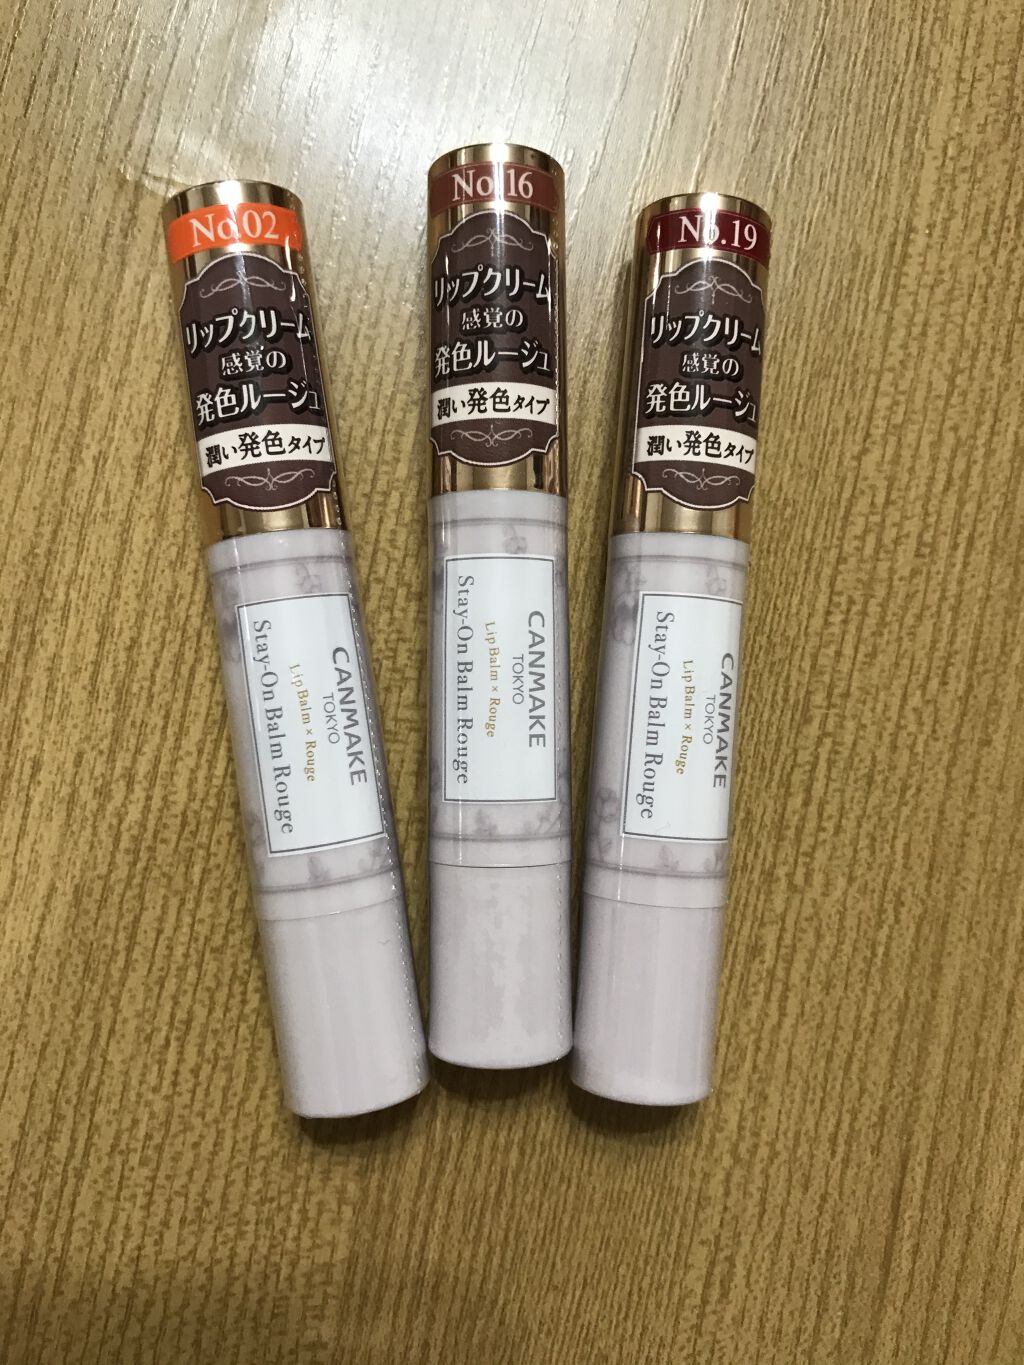 No.02
リップクリーム
感覚の
発色ルージュ
潤い発色タイプ
CANMAKE
TOKYO
Lip Balm × Rouge
Stay-On Balm Rouge
No.16
リップクリーム
感覚の
発色ルージュ
潤い発色タイプ
CANMAKE
TOKYO
Lip Balm × Rouge
Stay-On Balm Rouge
No.19
リップクリーム
感覚の
発色ルージュ
潤い発色タイプ
CANMAKE
TOKYO
Lip Balm × Rouge
Stay-On Balm Rouge